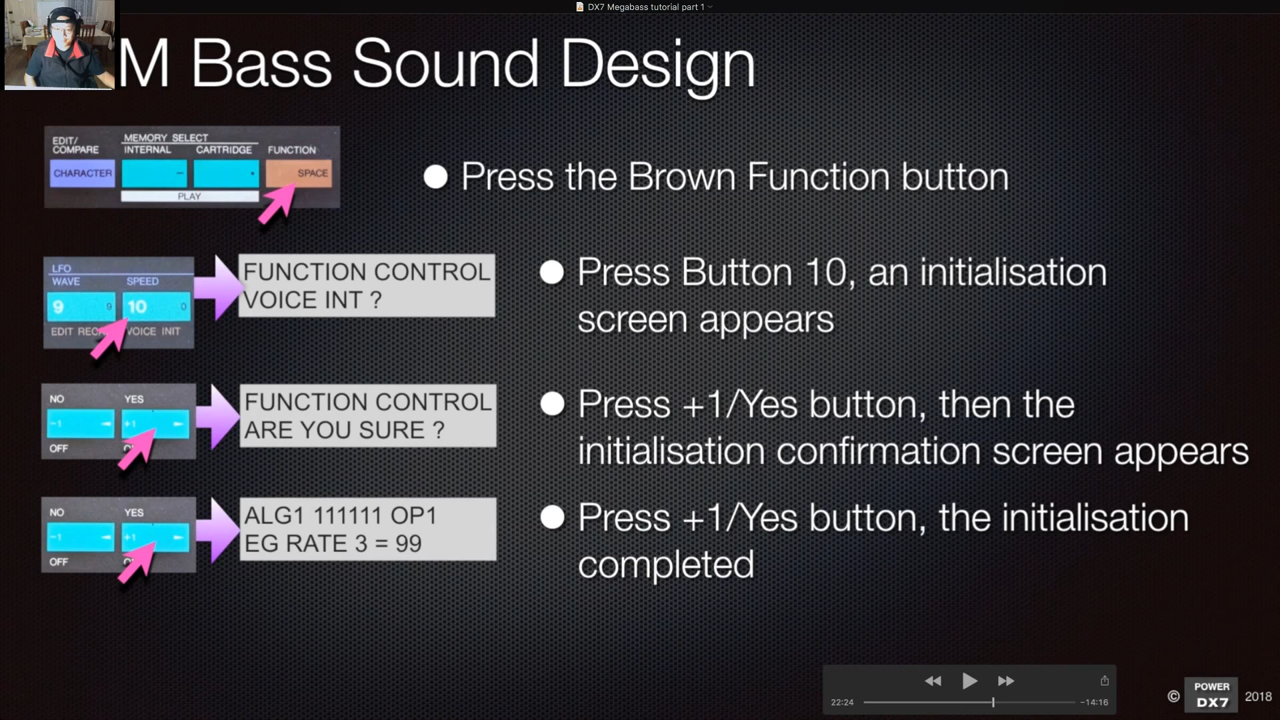 DX7 Megabass tutorial part 1
M Bass Sound Design
EDIT/
COMPARE
MEMORY SELECT
INTERNAL
CARTRIDGE
FUNCTION
CHARACTER
SPACE
PLAY
Press the Brown Function button
LFO
WAVE
SPEED
9
9
10
0
EDIT REC
VOICE INIT
FUNCTION CONTROL
VOICE INT ?
Press Button 10, an initialisation
screen appears
NO
YES
-1
+1
OFF
FUNCTION CONTROL
ARE YOU SURE ?
Press +1/Yes button, then the
initialisation confirmation screen appears
NO
YES
-1
+1
OFF
ALG1 111111 OP1
EG RATE 3 = 99
Press +1/Yes button, the initialisation
completed
22:24
-14:16
©
POWER
DX7
2018